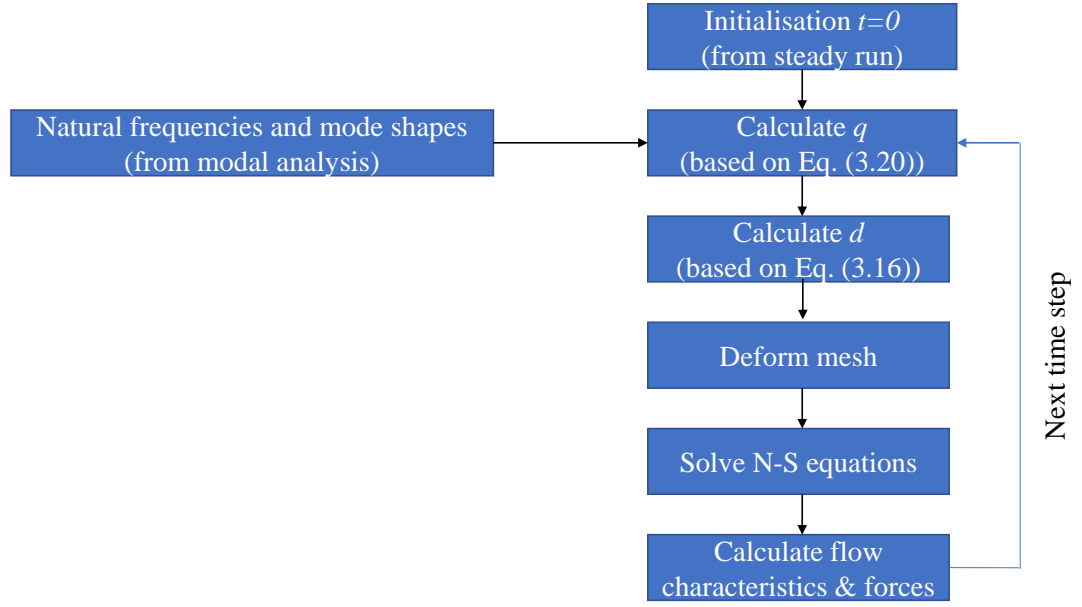 Initialisation t=0
(from steady run)
Natural frequencies and mode shapes
(from modal analysis)
Calculate q
(based on Eq. (3.20))
Calculate d
(based on Eq. (3.16))
Deform mesh
Solve N-S equations
Calculate flow
characteristics & forces
Next time step